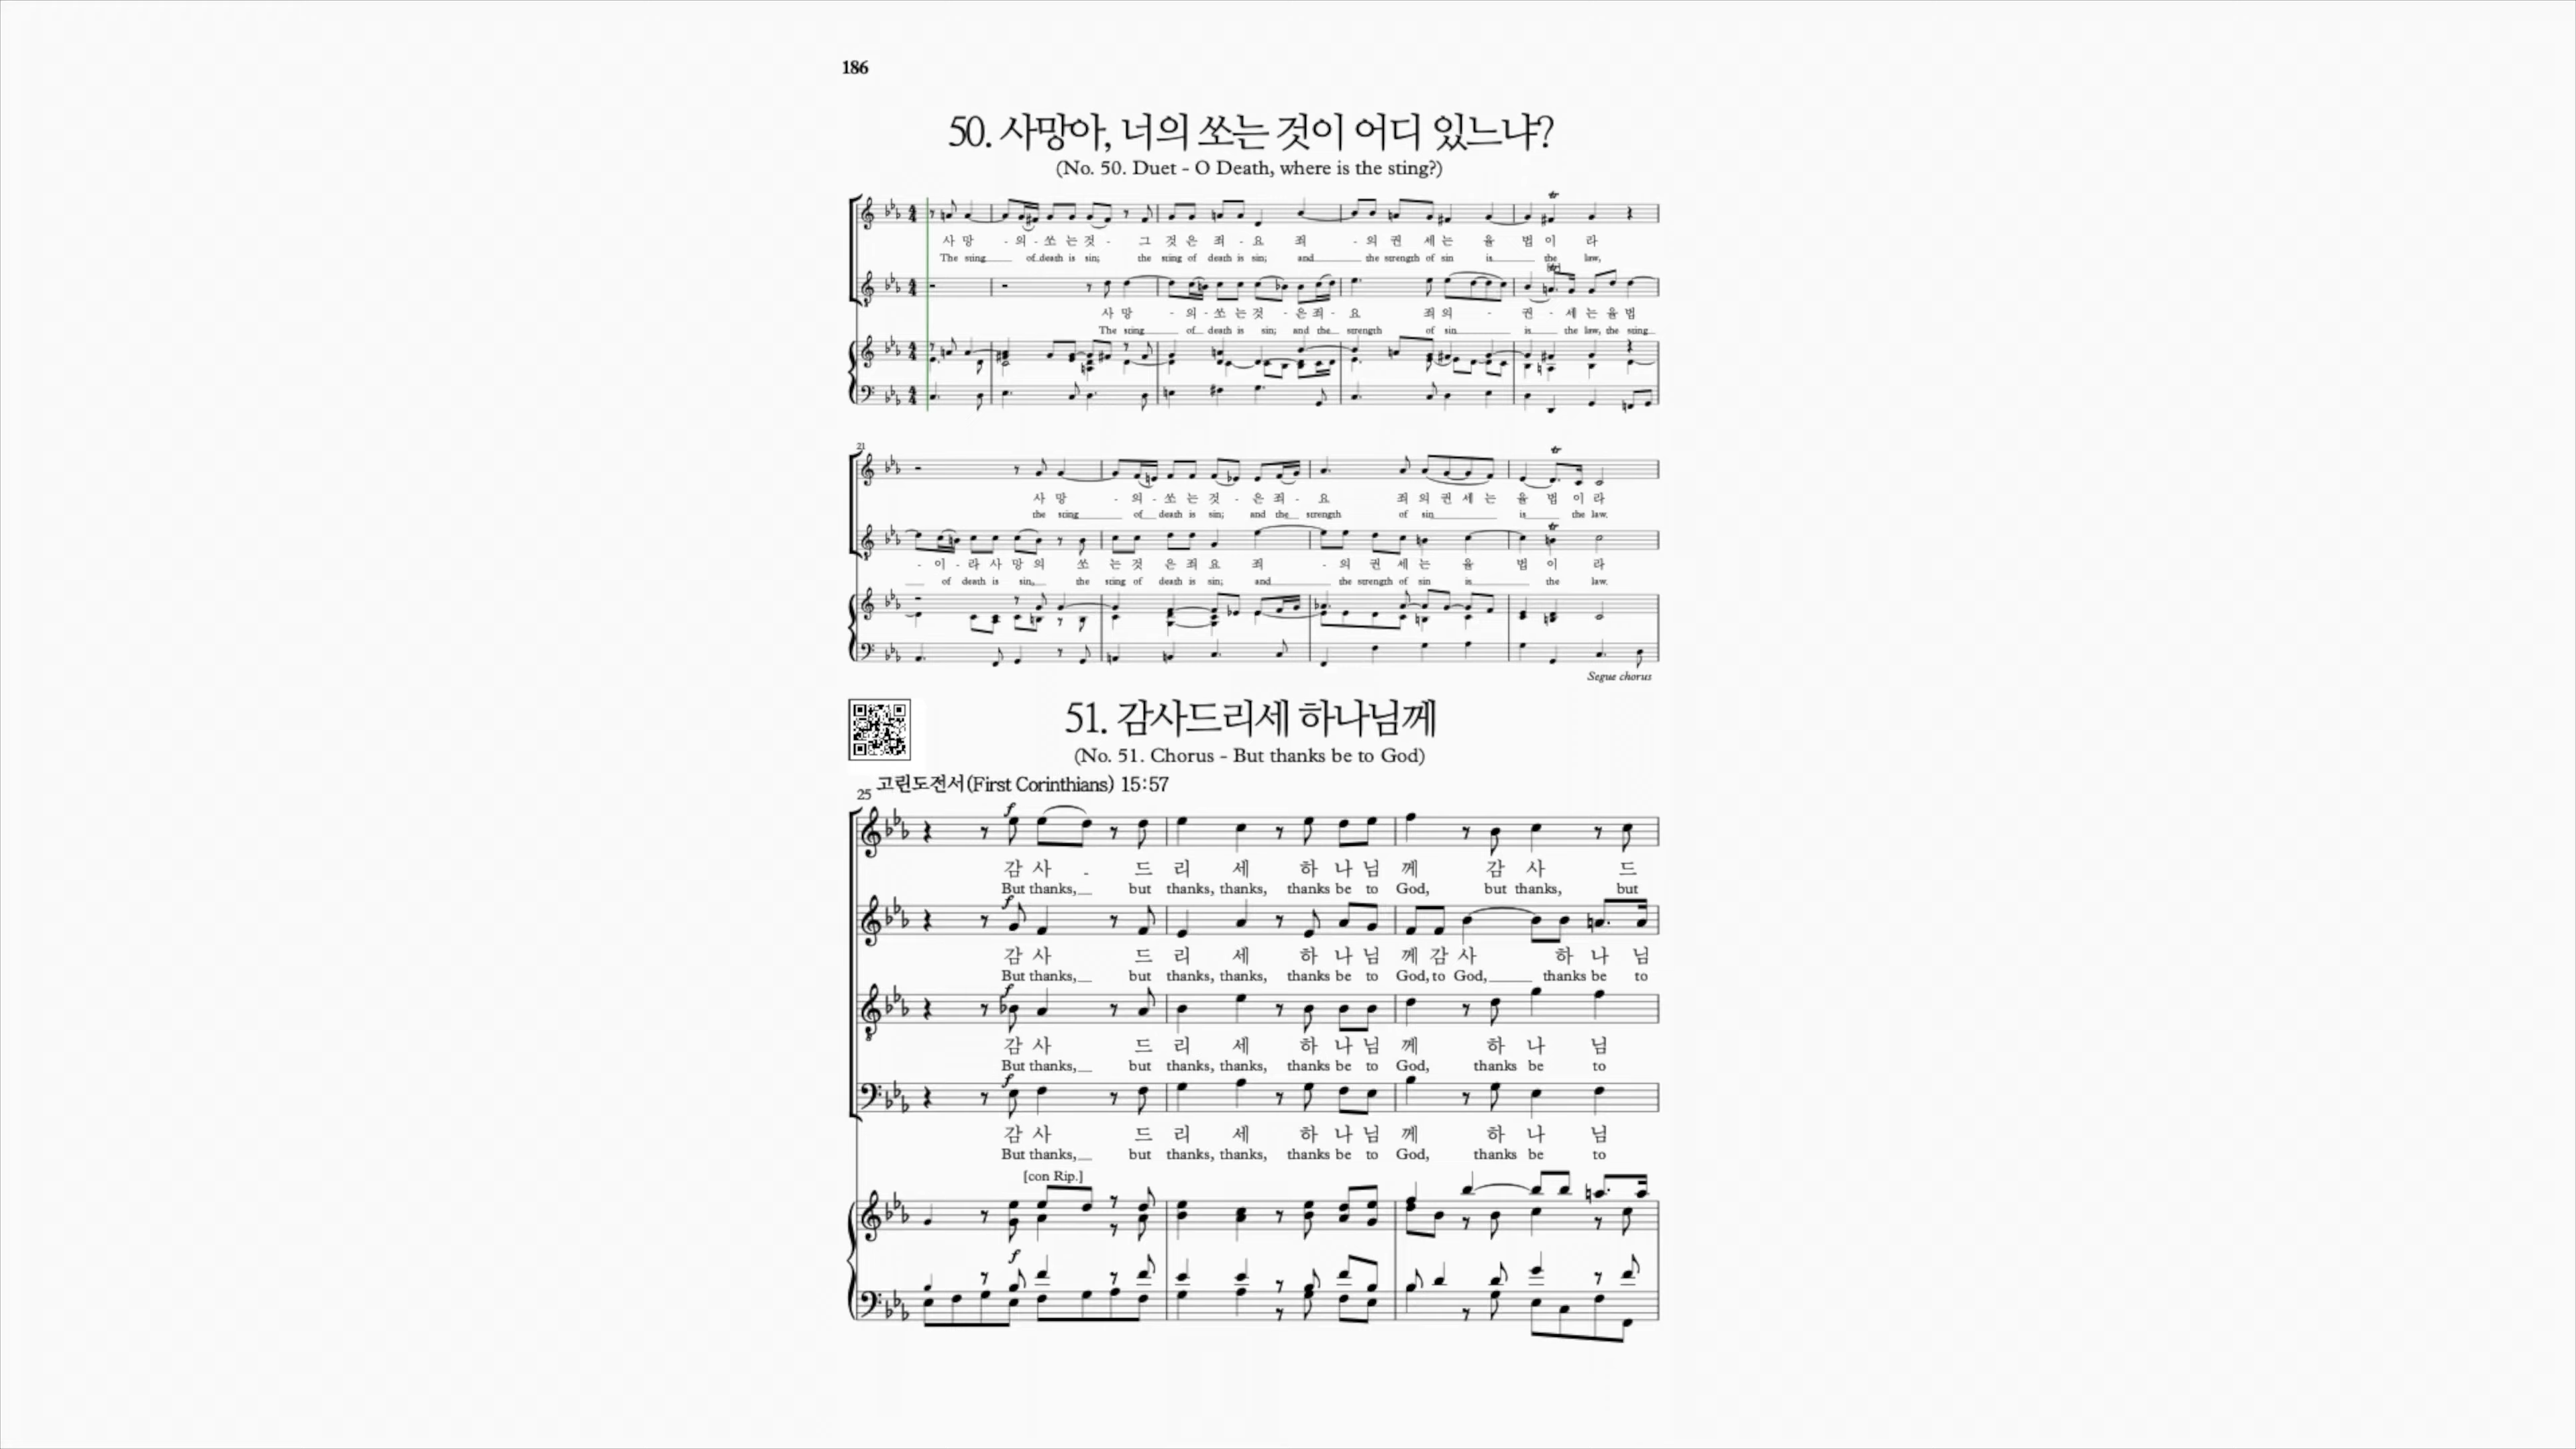 186
50. 사망아, 너의 쏘는 것이 어디 있느냐?
(No. 50. Duet - O Death, where is the sting?)
사 망 - 의 - 쏘 는 것 - 그 것 은 죄 - 요 죄 - 의 권 세 는 율 법 이 라
The sting of death is sin; the sting of death is sin; and the strength of sin is the law,
사 망 - 의 - 쏘 는 것 - 은 죄 - 요 죄 의 - 권 - 세 는 율 법
The sting of death is sin; and the strength of sin is the law, the sting
21
사 망 - 의 - 쏘 는 것 - 은 죄 - 요 죄 의 권 세 는 율 법 이 라
the sting of death is sin; and the strength of sin is the law.
- 이 - 라 사 망 의 쏘 는 것 은 죄 요 죄 - 의 권 세 는 율 법 이 라
of death is sin, the sting of death is sin; and the strength of sin is the law.
Segue chorus
51. 감사드리세 하나님께
(No. 51. Chorus - But thanks be to God)
고린도전서(First Corinthians) 15:57
25
f
감 사 - 드 리 세 하 나 님 께 감 사 드
But thanks, but thanks, thanks, thanks be to God, but thanks, but
f
감 사 드 리 세 하 나 님 께 감 사 하 나 님
But thanks, but thanks, thanks, thanks be to God, to God, thanks be to
f
감 사 드 리 세 하 나 님 께 하 나 님
But thanks, but thanks, thanks, thanks be to God, thanks be to
f
감 사 드 리 세 하 나 님 께 하 나 님
But thanks, but thanks, thanks, thanks be to God, thanks be to
[con Rip.]
f